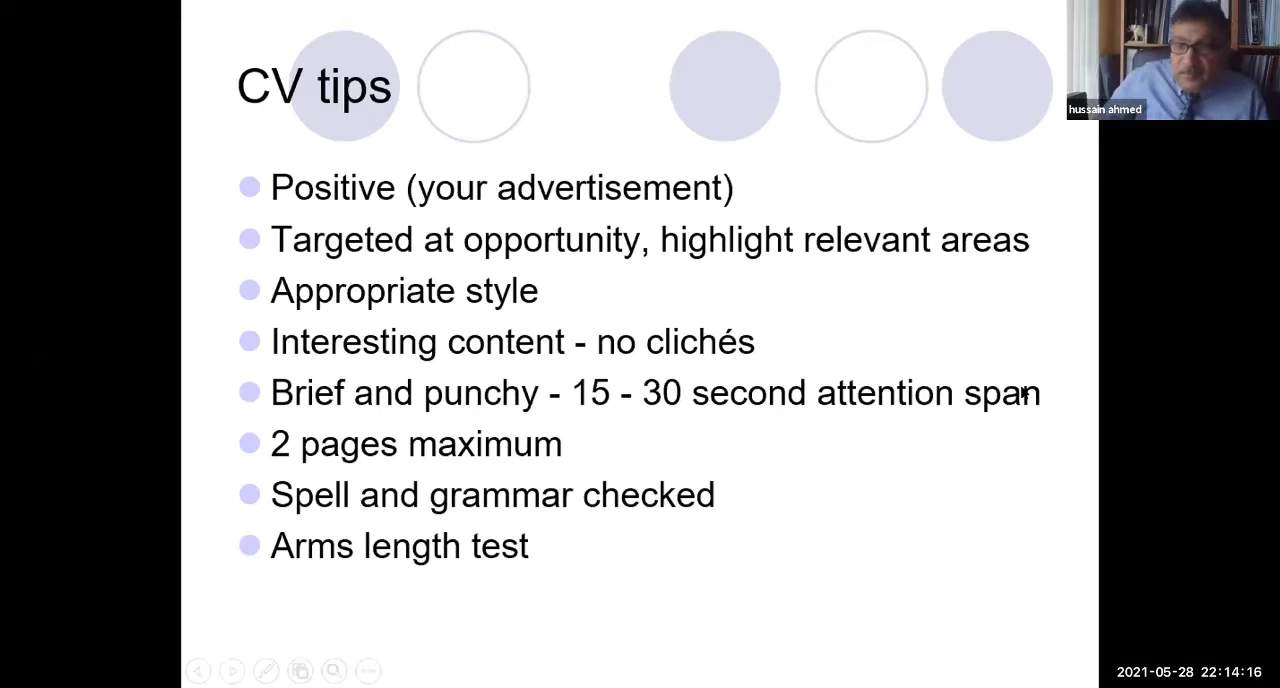 CV tips
hussain ahmed
Positive (your advertisement)
Targeted at opportunity, highlight relevant areas
Appropriate style
Interesting content - no clichés
Brief and punchy - 15 - 30 second attention span
2 pages maximum
Spell and grammar checked
Arms length test
2021-05-28 22:14:16